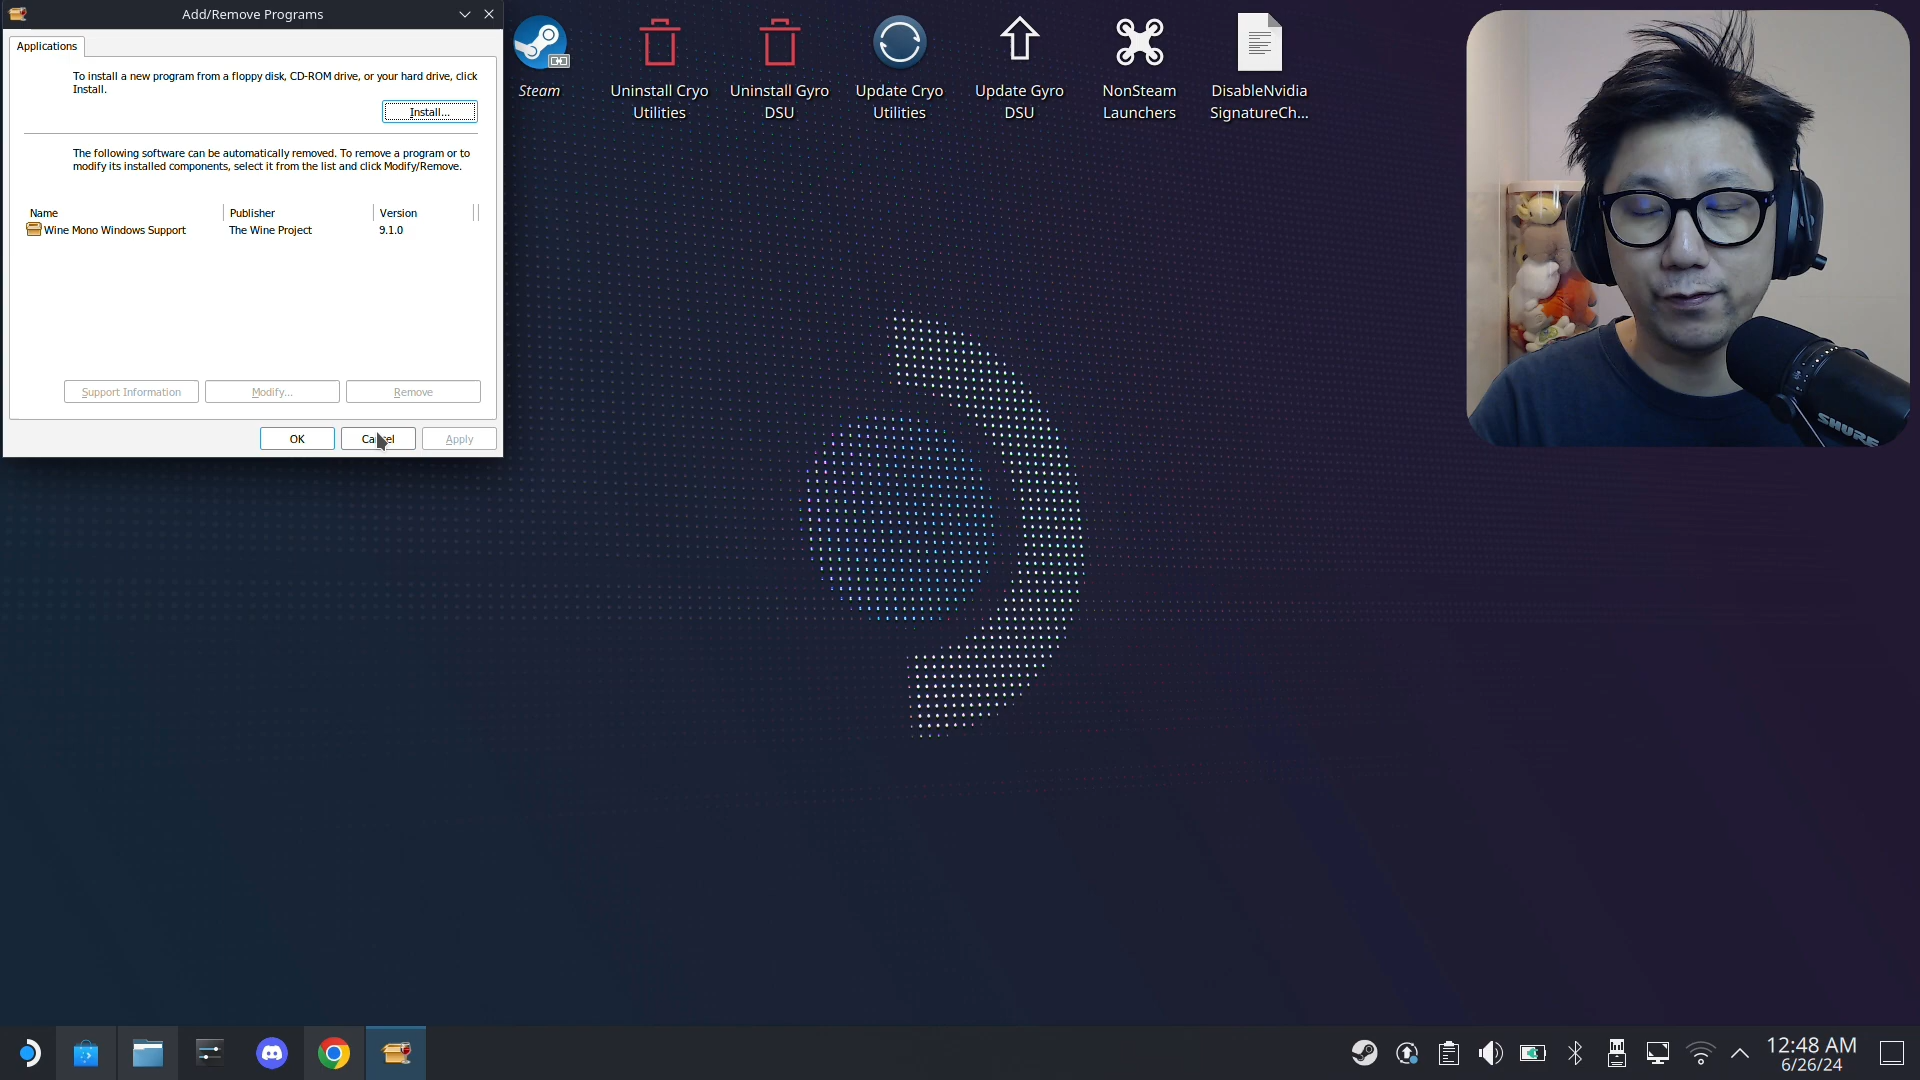 Add/Remove Programs
Applications
To install a new program from a floppy disk, CD-ROM drive, or your hard drive, click
Install.
Install...
The following software can be automatically removed. To remove a program or to
modify its installed components, select it from the list and click Modify/Remove.
Name Publisher Version
Wine Mono Windows Support The Wine Project 9.1.0
Support Information Modify... Remove
OK Cancel Apply
Steam
Uninstall Cryo
Utilities
Uninstall Gyro
DSU
Update Cryo
Utilities
Update Gyro
DSU
NonSteam
Launchers
DisableNvidia
SignatureCh...
SHURE
12:48 AM
6/26/24